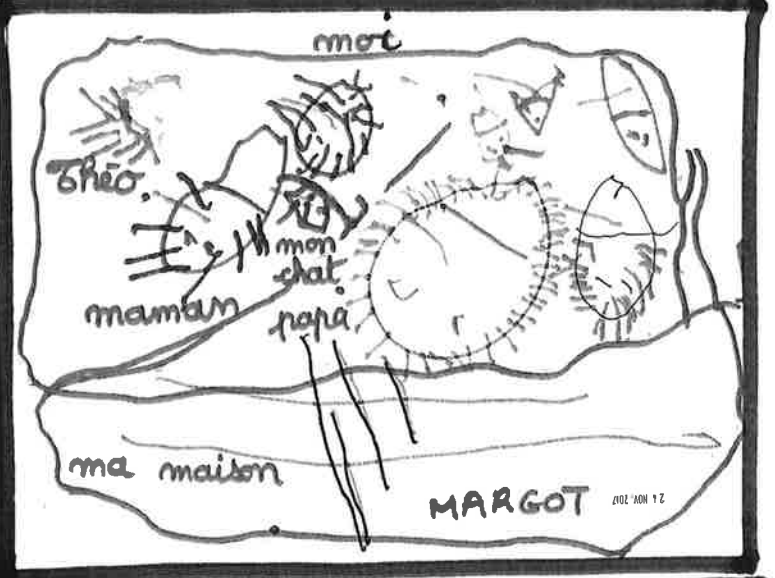 moi
Théo
mon
chat
maman
papa
ma maison
MARGOT
24 NOV. 2017